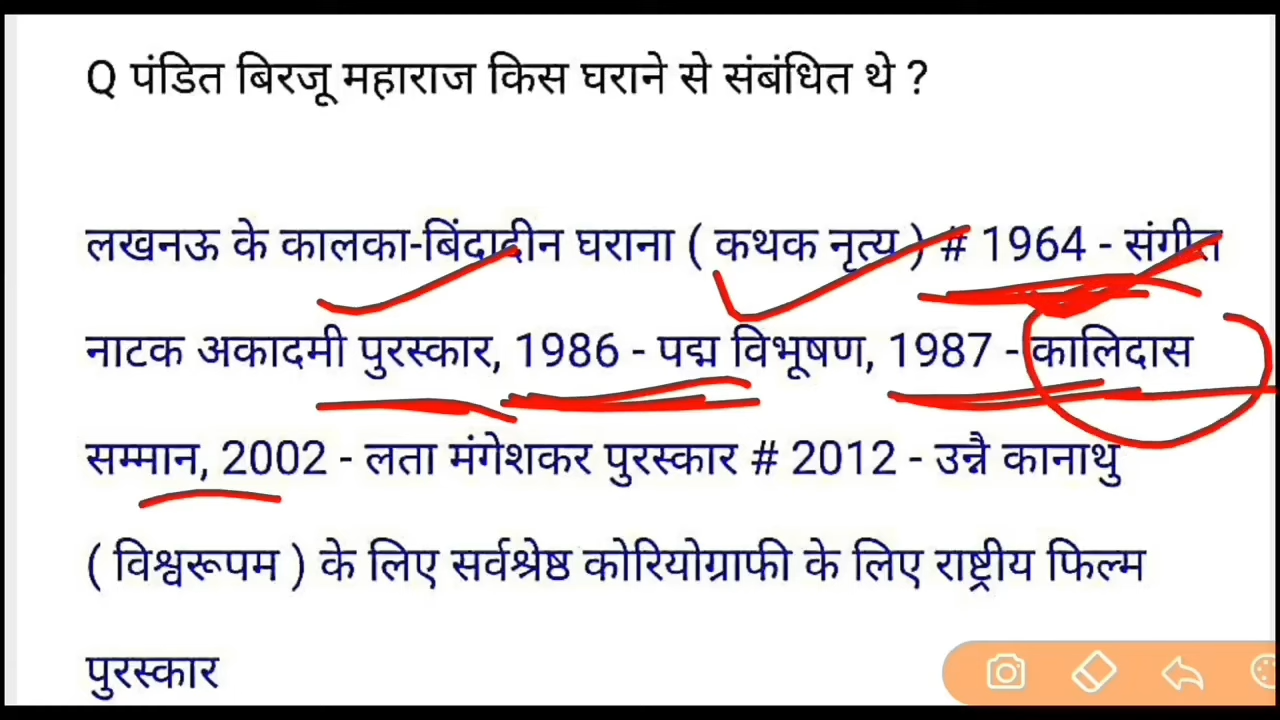 Q पंडित बिरजू महाराज किस घराने से संबंधित थे ?
लखनऊ के कालका-बिंदादीन घराना ( कथक नृत्य ) # 1964 - संगीत
नाटक अकादमी पुरस्कार, 1986 - पद्म विभूषण, 1987 - कालिदास
सम्मान, 2002 - लता मंगेशकर पुरस्कार # 2012 - उन्नै कानाथु
( विश्वरूपम ) के लिए सर्वश्रेष्ठ कोरियोग्राफी के लिए राष्ट्रीय फिल्म
पुरस्कार